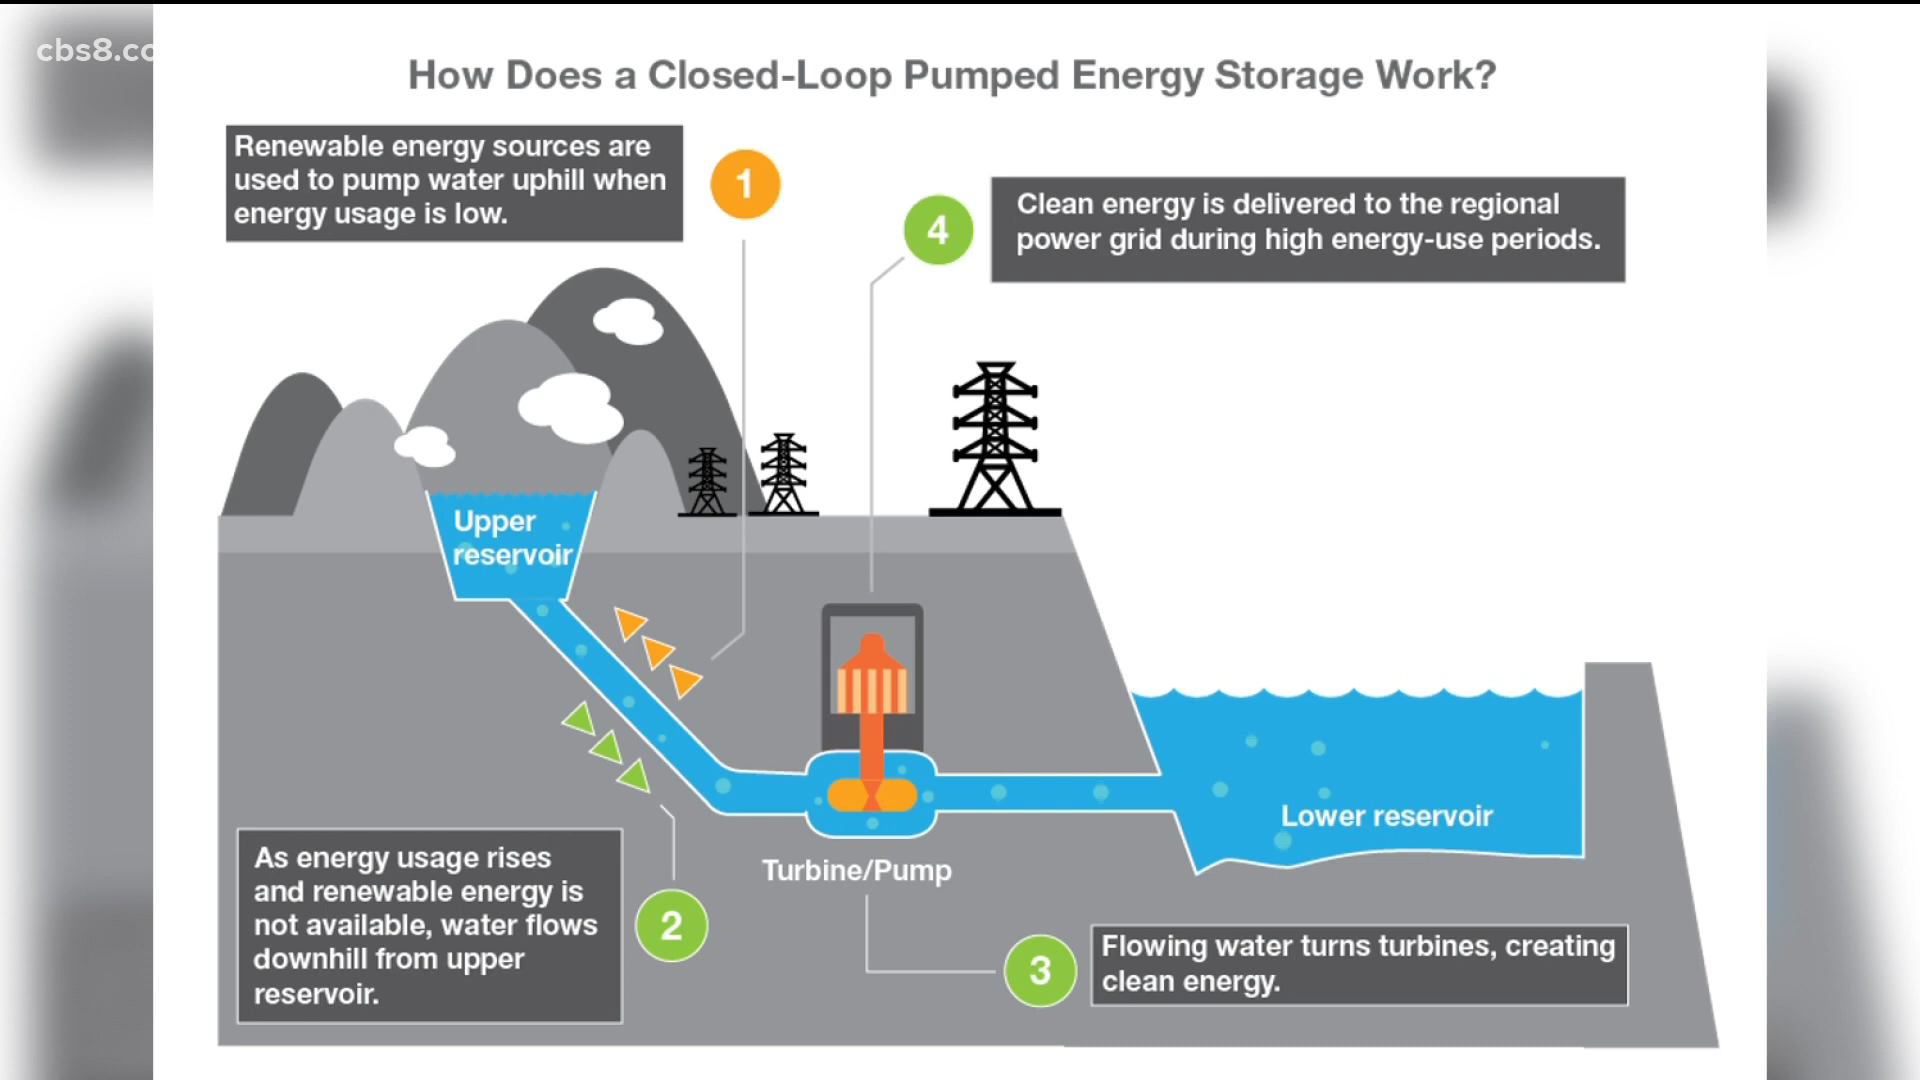 cbs8.co
How Does a Closed-Loop Pumped Energy Storage Work?
Renewable energy sources are
used to pump water uphill when
energy usage is low.
1
4
Clean energy is delivered to the regional
power grid during high energy-use periods.
Upper
reservoir
Lower reservoir
Turbine/Pump
As energy usage rises
and renewable energy is
not available, water flows
downhill from upper
reservoir.
2
3
Flowing water turns turbines, creating
clean energy.